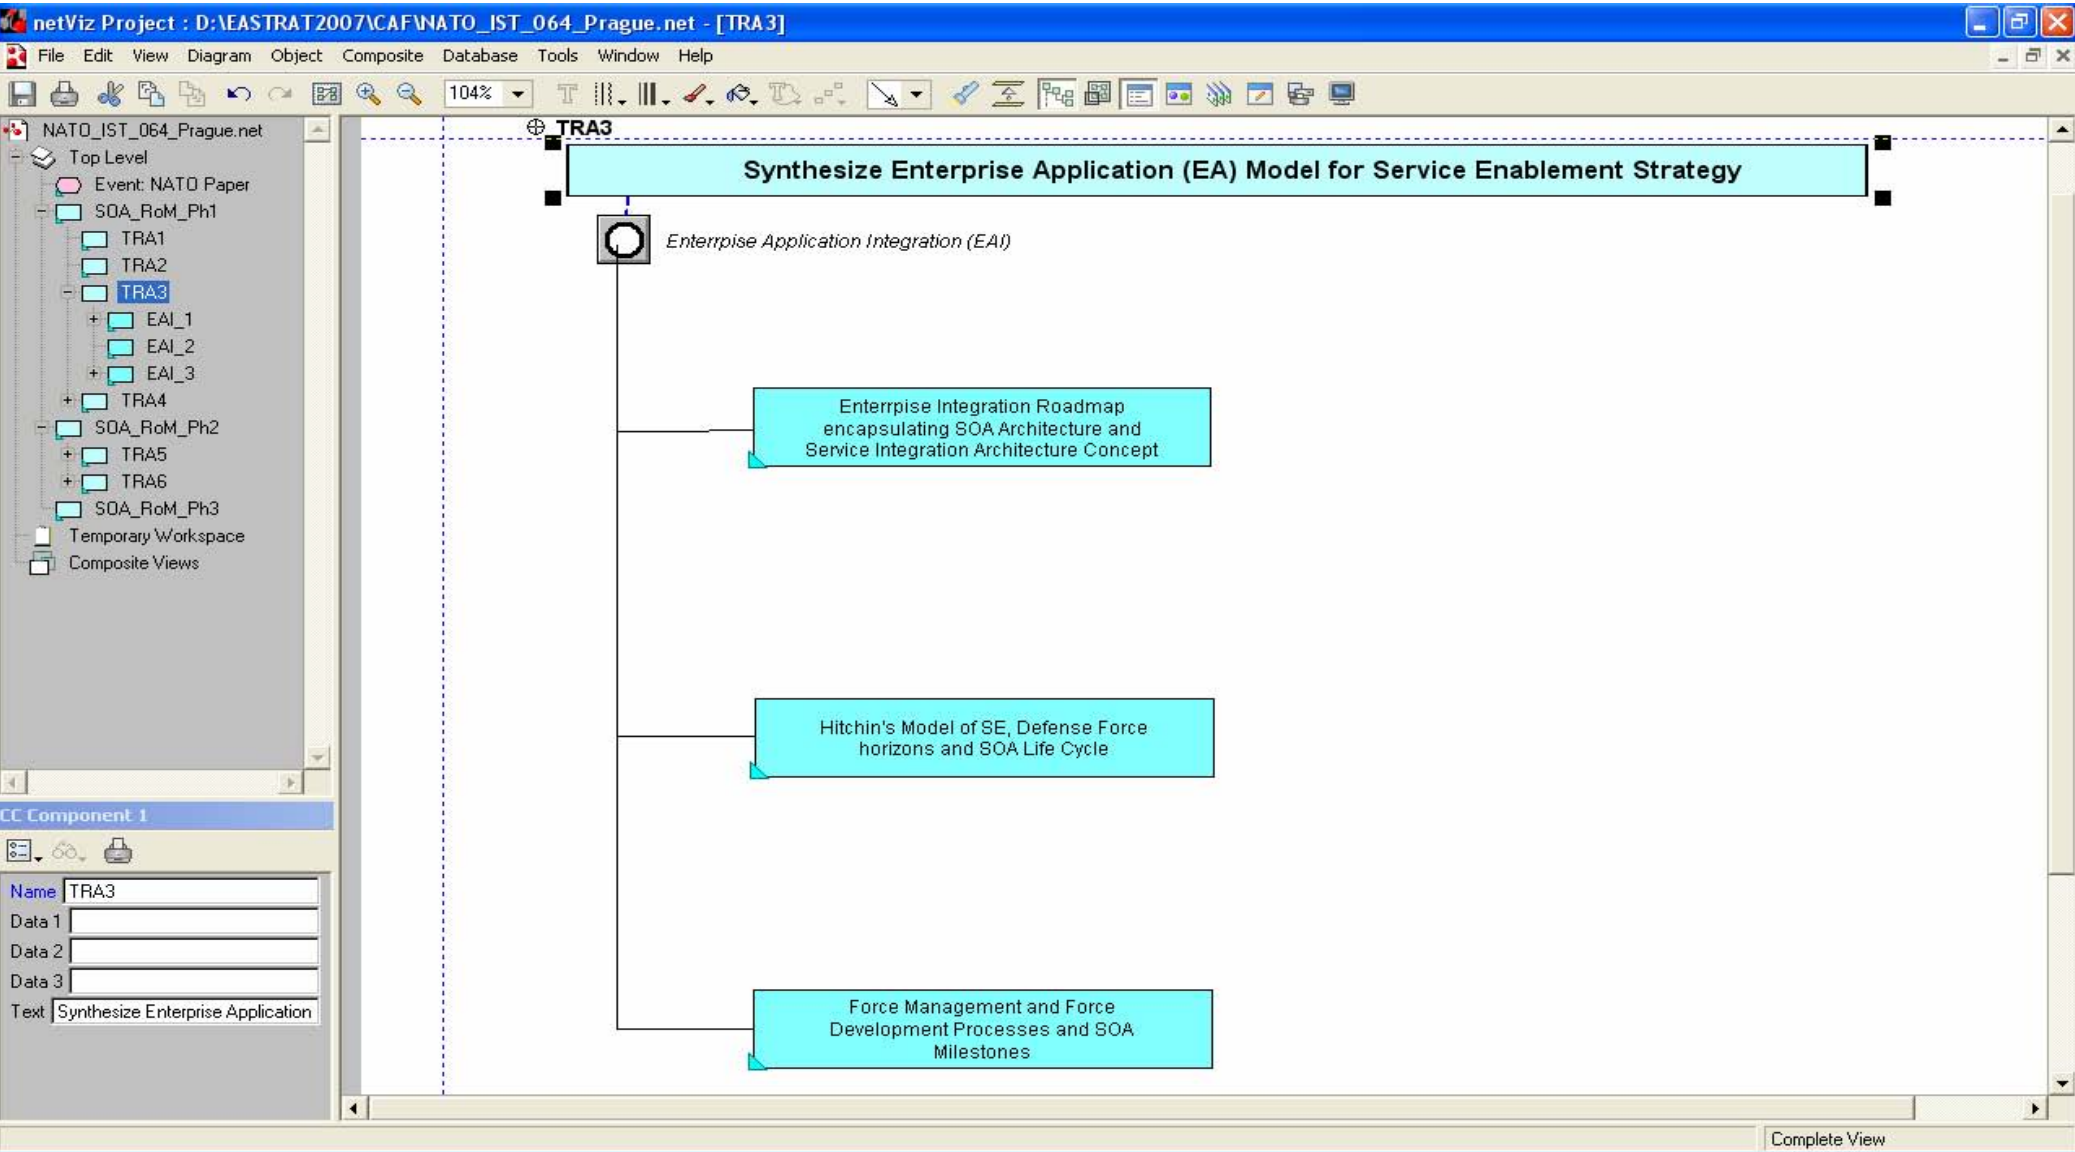 netViz Project : D:\EASTRAT2007\CAF\NATO_IST_064_Prague.net - [TRA3]
File Edit View Diagram Object Composite Database Tools Window Help
104%
NATO_IST_064_Prague.net
Top Level
Event: NATO Paper
SOA_RoM_Ph1
TRA1
TRA2
TRA3
EAI_1
EAI_2
EAI_3
TRA4
SOA_RoM_Ph2
TRA5
TRA6
SOA_RoM_Ph3
Temporary Workspace
Composite Views
CC Component 1
Name TRA3
Data 1
Data 2
Data 3
Text Synthesize Enterprise Application
TRA3
Synthesize Enterprise Application (EA) Model for Service Enablement Strategy
Enterrpise Application Integration (EAI)
Enterrpise Integration Roadmap
encapsulating SOA Architecture and
Service Integration Architecture Concept
Hitchin's Model of SE, Defense Force
horizons and SOA Life Cycle
Force Management and Force
Development Processes and SOA
Milestones
Complete View